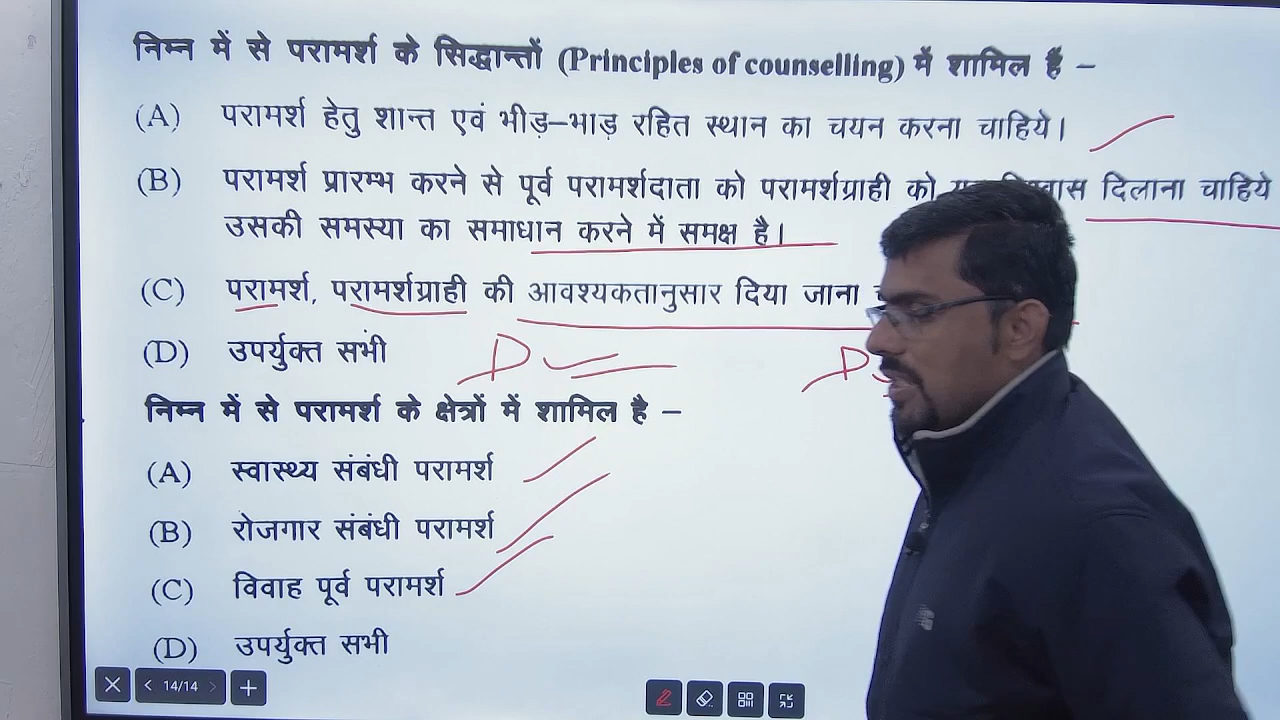 निम्न में से परामर्श के सिद्धान्तों (Principles of counselling) में शामिल हैं –
(A) परामर्श हेतु शान्त एवं भीड़–भाड़ रहित स्थान का चयन करना चाहिये।
(B) परामर्श प्रारम्भ करने से पूर्व परामर्शदाता को परामर्शग्राही को दिलाना चाहिये
उसकी समस्या का समाधान करने में समक्ष है।
(C) परामर्श, परामर्शग्राही की आवश्यकतानुसार दिया जाना
(D) उपर्युक्त सभी D D
निम्न में से परामर्श के क्षेत्रों में शामिल है –
(A) स्वास्थ्य संबंधी परामर्श
(B) रोजगार संबंधी परामर्श
(C) विवाह पूर्व परामर्श
(D) उपर्युक्त सभी
14/14